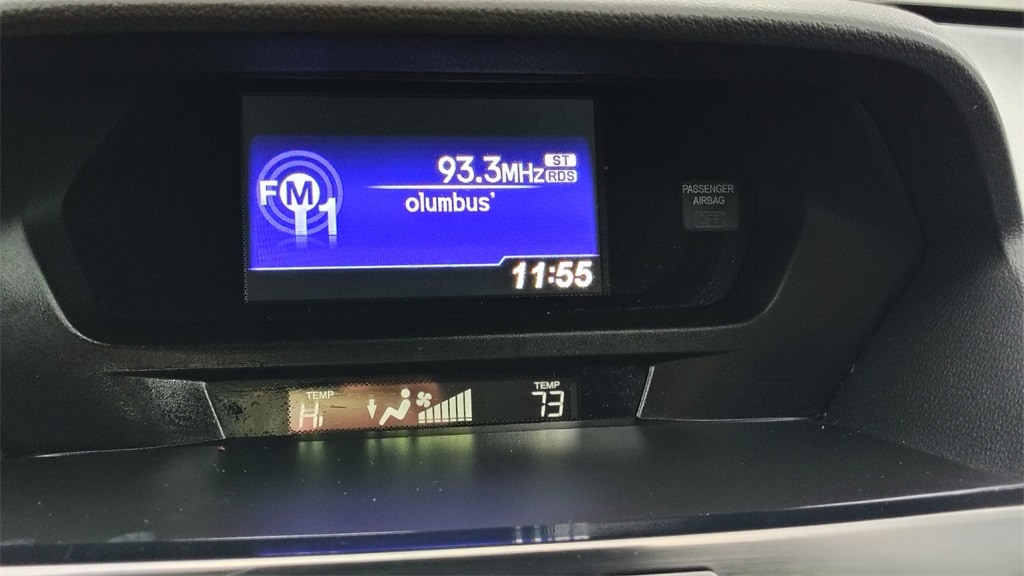 FM 1
93.3MHz ST RDS
olumbus'
11:55
PASSENGER
AIRBAG
OFF
TEMP
Hi
TEMP
73